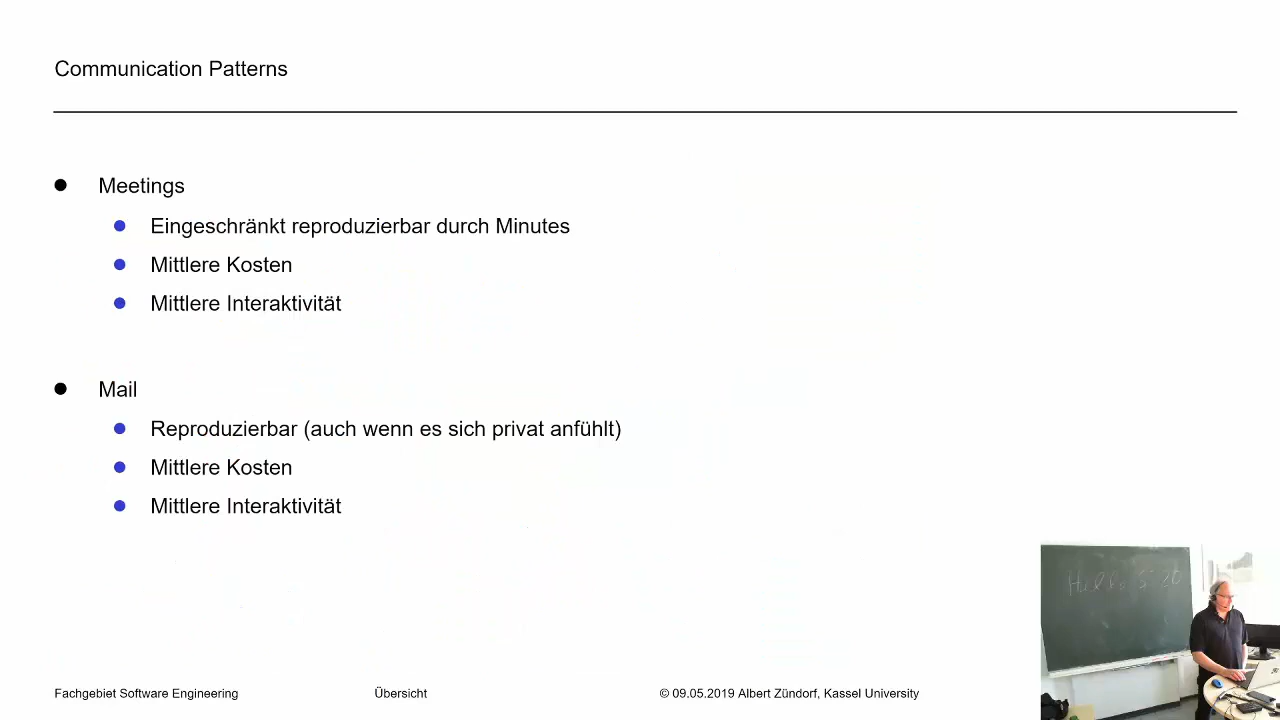 Communication Patterns
Meetings
Eingeschränkt reproduzierbar durch Minutes
Mittlere Kosten
Mittlere Interaktivität
Mail
Reproduzierbar (auch wenn es sich privat anfühlt)
Mittlere Kosten
Mittlere Interaktivität
Hello
Fachgebiet Software Engineering
Übersicht
© 09.05.2019 Albert Zündorf, Kassel University